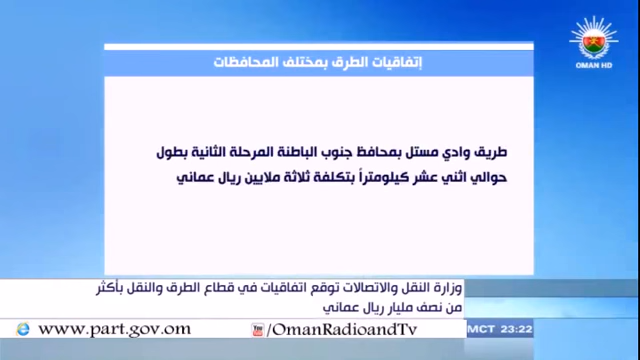 OMAN HD
إتفاقيات الطرق بمختلف المحافظات
طريق وادي مستل بمحافظ جنوب الباطنة المرحلة الثانية بطول
حوالي اثني عشر كيلومتراً بتكلفة ثلاثة ملايين ريال عماني
وزارة النقل والاتصالات توقع اتفاقيات في قطاع الطرق والنقل بأكثر
من نصف مليار ريال عماني
www.part.gov.om
You Tube /OmanRadioandTv
MCT 23:22